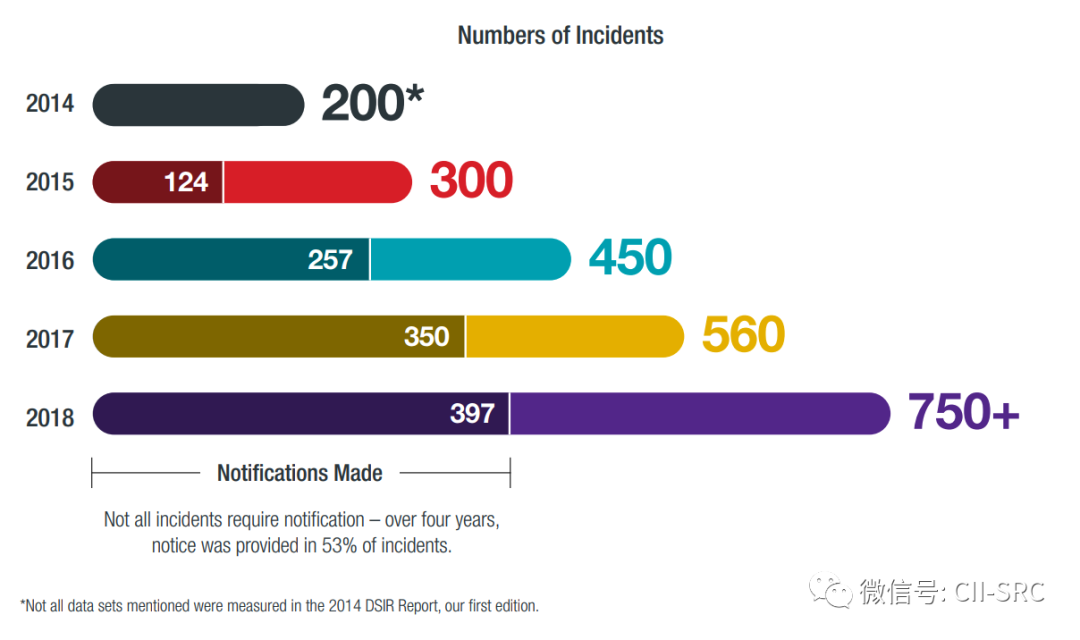 Numbers of Incidents
2014 200*
2015 124 300
2016 257 450
2017 350 560
2018 397 750+
Notifications Made
Not all incidents require notification – over four years,
notice was provided in 53% of incidents.
*Not all data sets mentioned were measured in the 2014 DSIR Report, our first edition.
微信号: CII-SRC